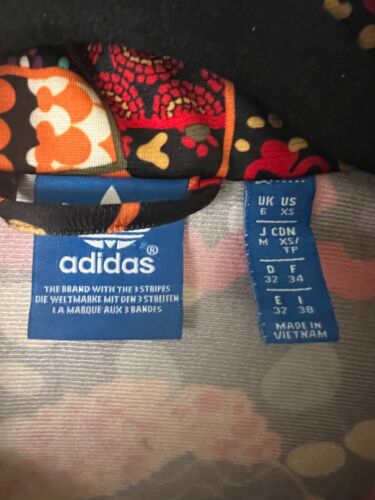 adidas®
THE BRAND WITH THE 3 STRIPES
DIE WELTMARKE MIT DEN 3 STREIFEN
LA MARQUE AUX 3 BANDES
UK US
6 XS
J CDN
M XS/
TP
D F
32 34
E I
32 38
MADE IN
VIETNAM